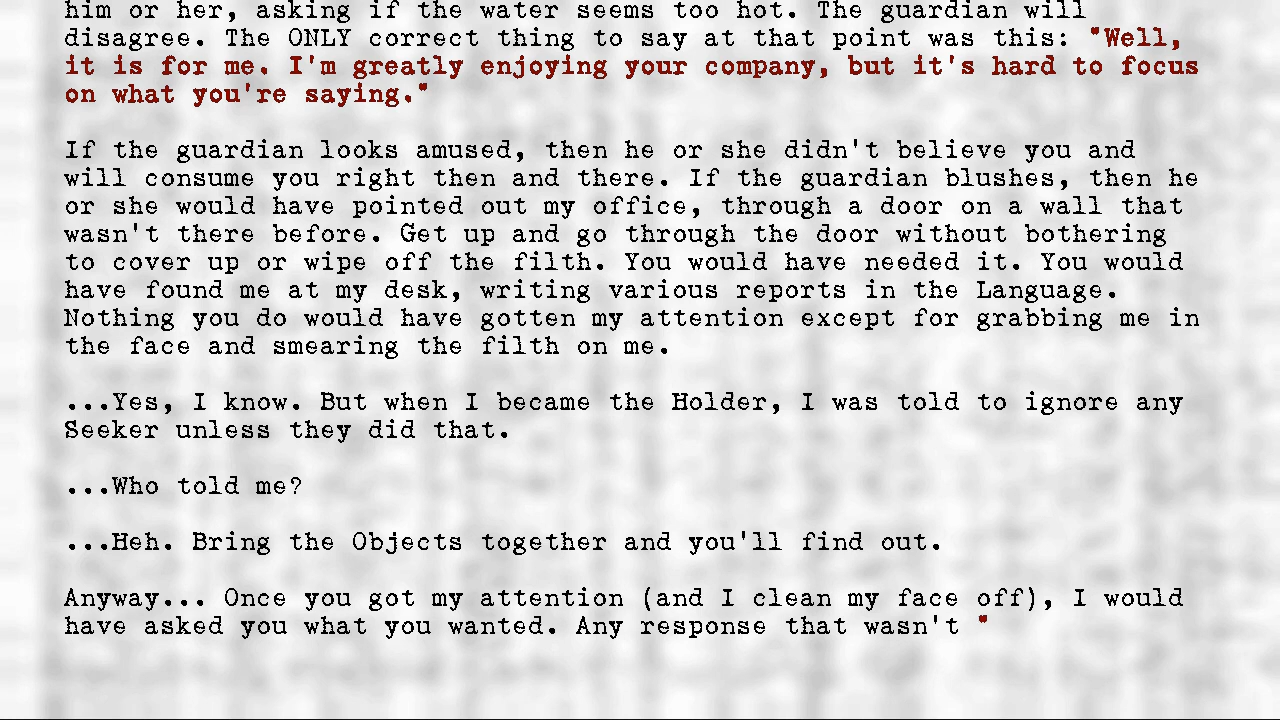 him or her, asking if the water seems too hot. The guardian will
disagree. The ONLY correct thing to say at that point was this: "Well,
it is for me. I'm greatly enjoying your company, but it's hard to focus
on what you're saying."
If the guardian looks amused, then he or she didn't believe you and
will consume you right then and there. If the guardian blushes, then he
or she would have pointed out my office, through a door on a wall that
wasn't there before. Get up and go through the door without bothering
to cover up or wipe off the filth. You would have needed it. You would
have found me at my desk, writing various reports in the Language.
Nothing you do would have gotten my attention except for grabbing me in
the face and smearing the filth on me.
...Yes, I know. But when I became the Holder, I was told to ignore any
Seeker unless they did that.
...Who told me?
...Heh. Bring the Objects together and you'll find out.
Anyway... Once you got my attention (and I clean my face off), I would
have asked you what you wanted. Any response that wasn't "